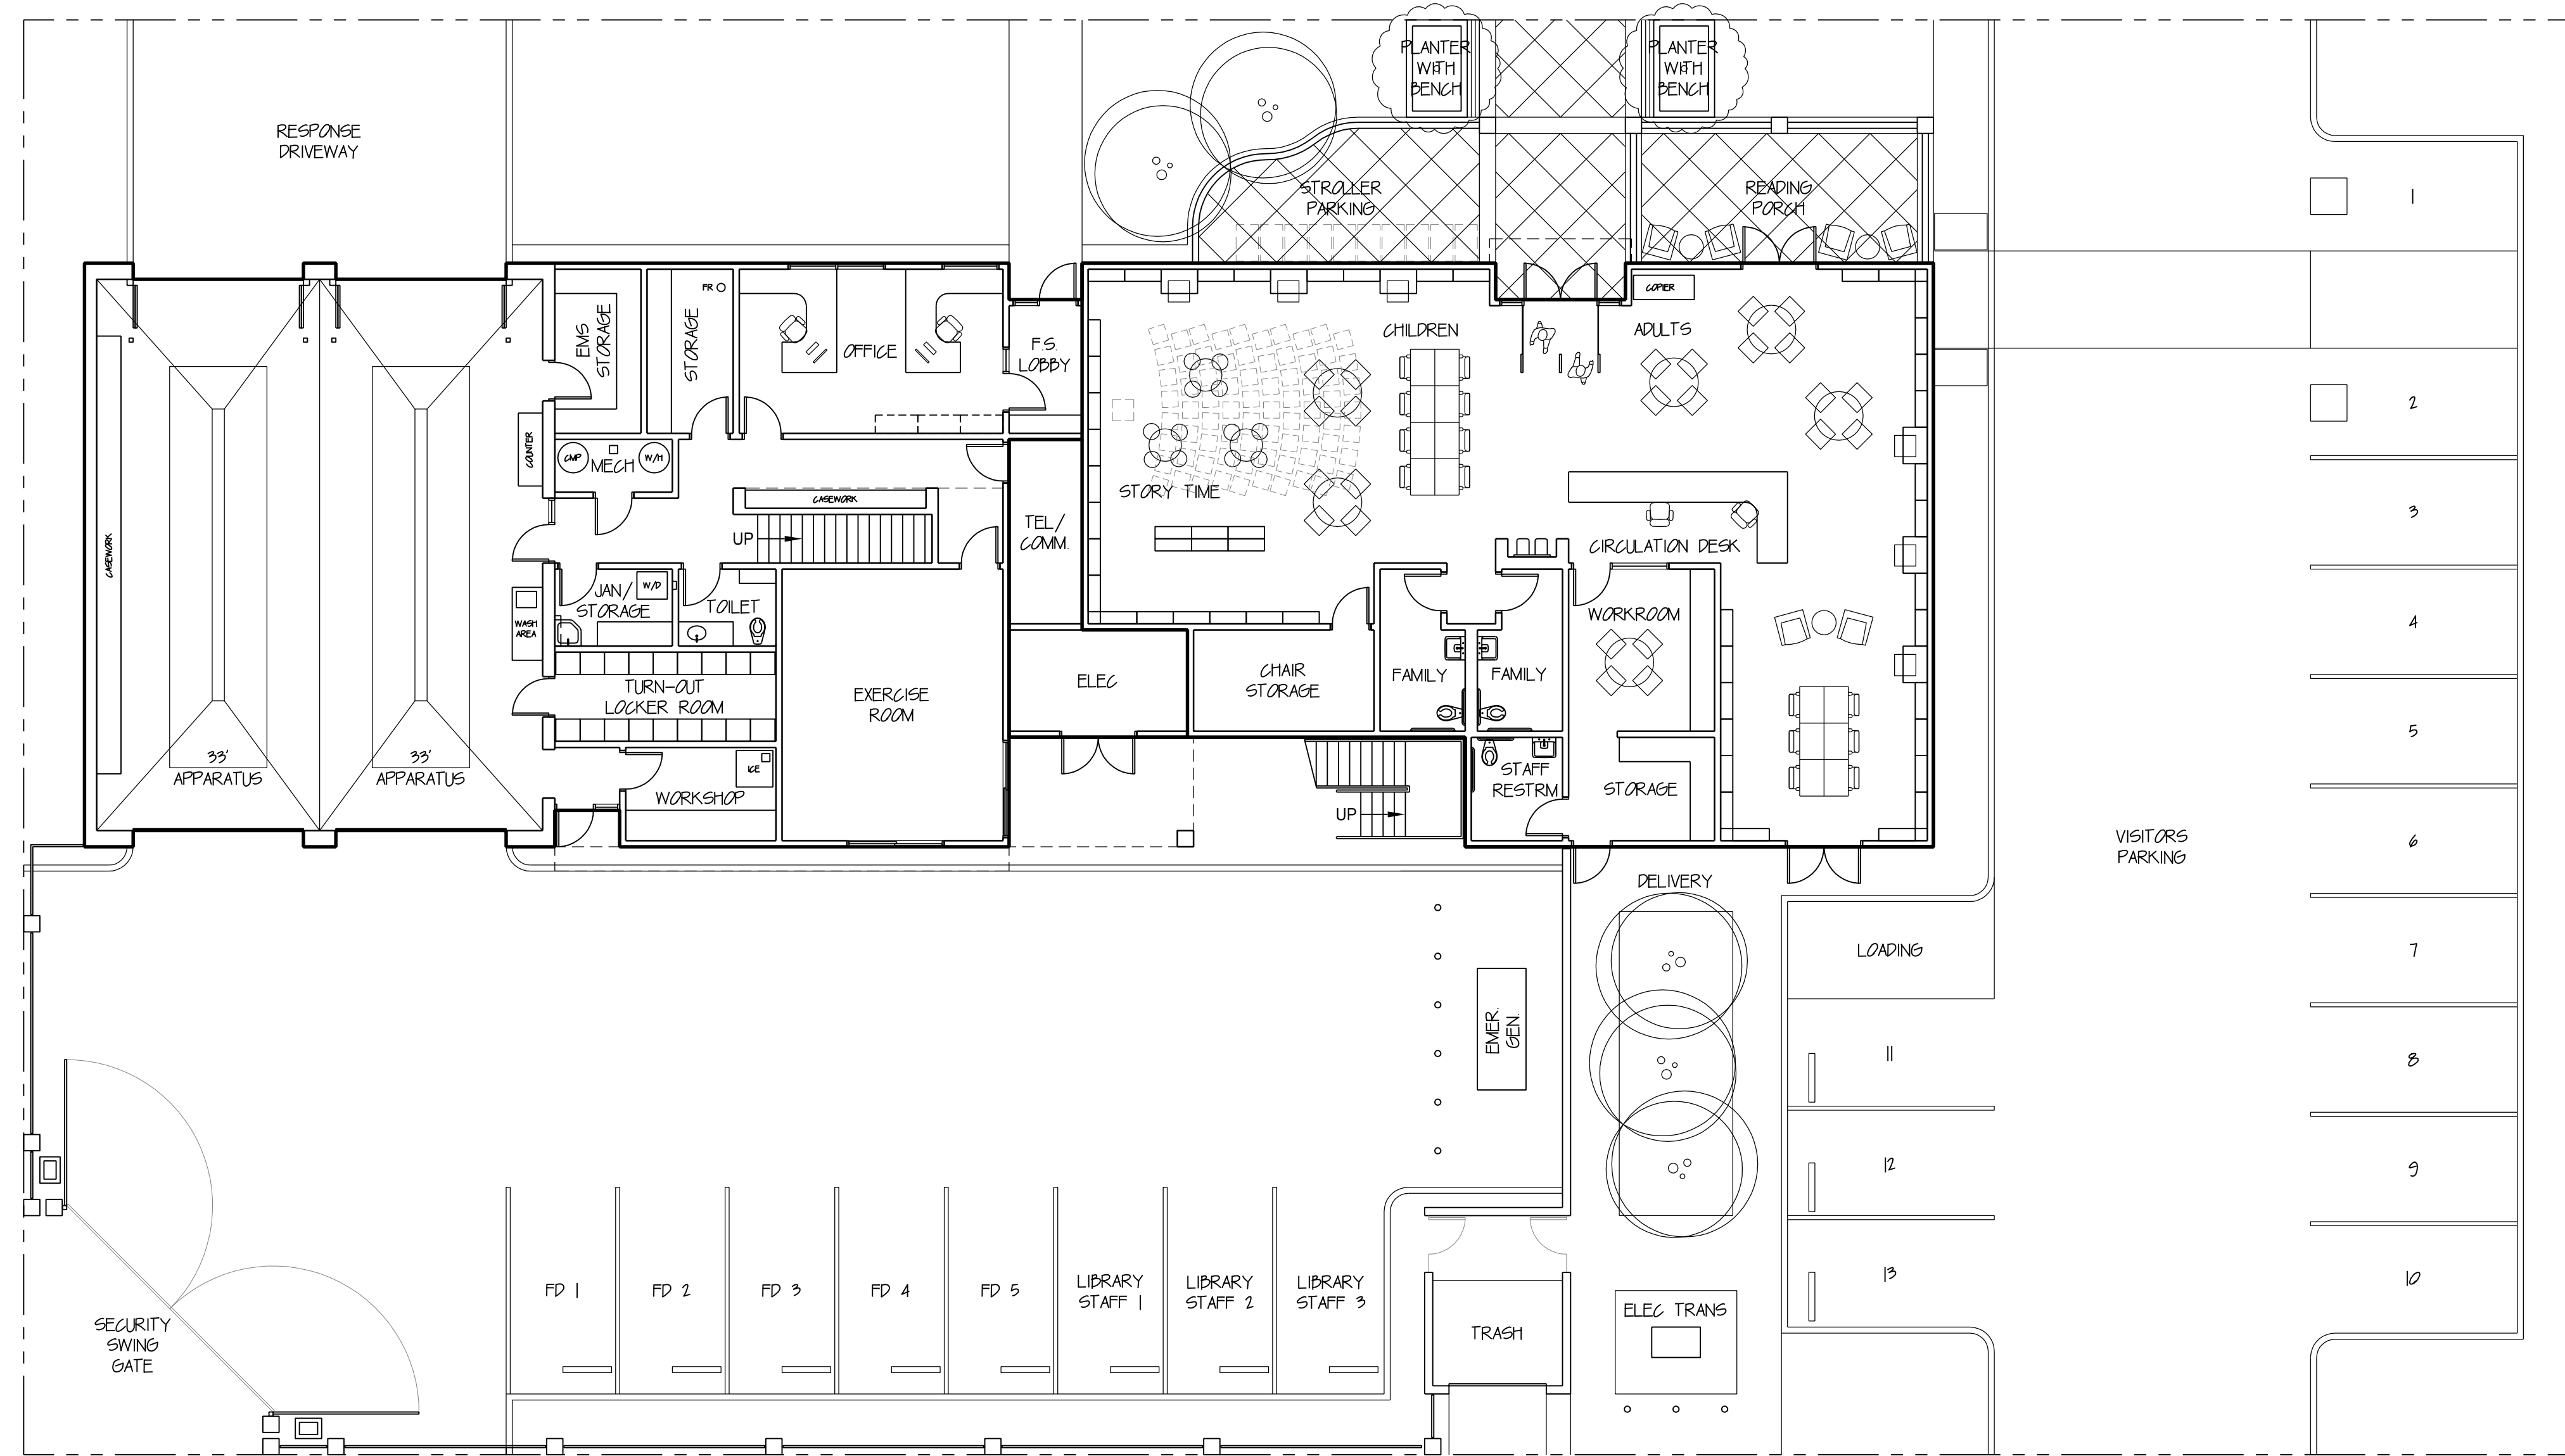 PLANTER
WITH
BENCH
PLANTER
WITH
BENCH
RESPONSE
DRIVEWAY
STROLLER
PARKING
READING
PORCH
1
EMS
STORAGE
STORAGE
FR
OFFICE
F.S.
LOBBY
CHILDREN
COPIER
ADULTS
2
COUNTER
CMP
MECH
W/H
CASEWORK
STORY TIME
CASEWORK
UP
TEL/
COMM.
CIRCULATION DESK
3
JAN/
STORAGE
W/D
TOILET
WASH
AREA
WORKROOM
4
TURN-OUT
LOCKER ROOM
EXERCISE
ROOM
ELEC
CHAIR
STORAGE
FAMILY
FAMILY
5
33'
APPARATUS
33'
APPARATUS
ICE
WORKSHOP
UP
STAFF
RESTRM
STORAGE
VISITORS
PARKING
6
DELIVERY
LOADING
7
EMER.
GEN.
11
8
12
9
FD 1
FD 2
FD 3
FD 4
FD 5
LIBRARY
STAFF 1
LIBRARY
STAFF 2
LIBRARY
STAFF 3
13
10
SECURITY
SWING
GATE
TRASH
ELEC TRANS